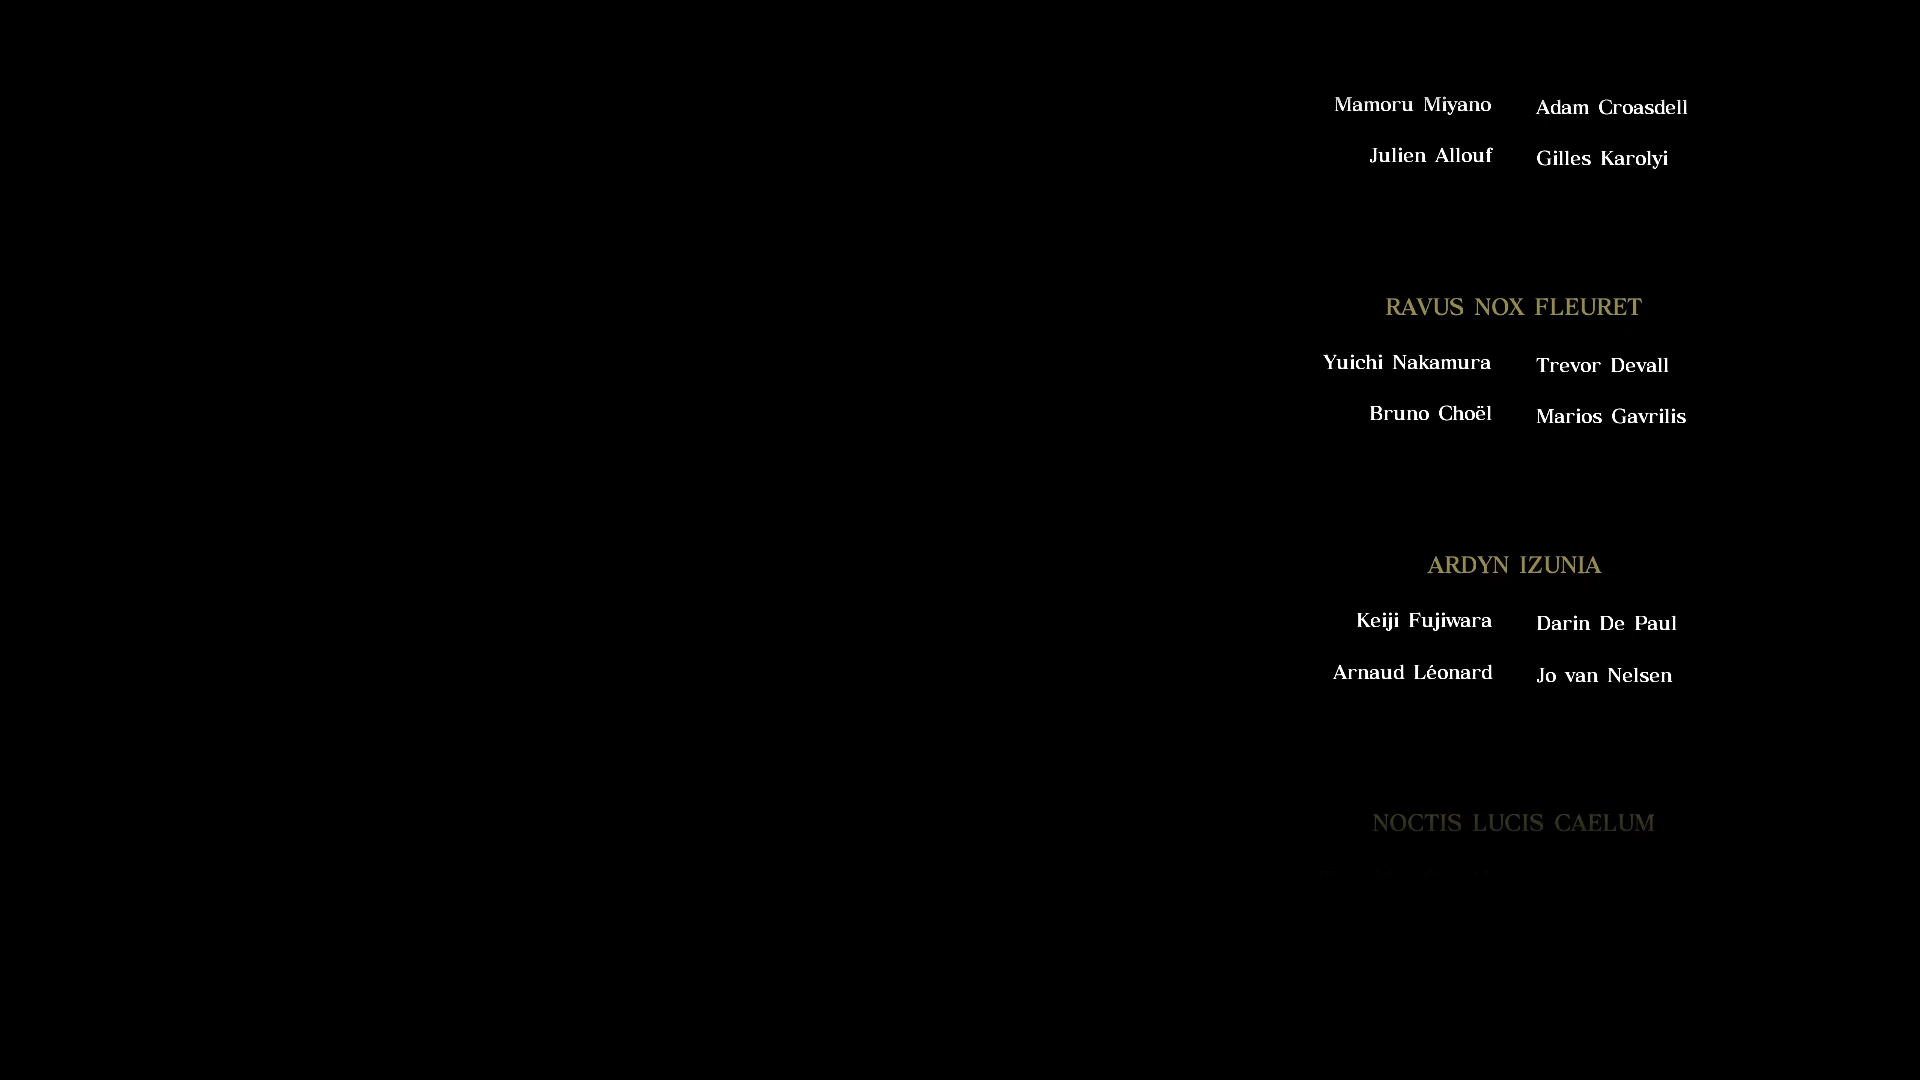 Mamoru Miyano Adam Croasdell
Julien Allouf Gilles Karolyi
RAVUS NOX FLEURET
Yuichi Nakamura Trevor Devall
Bruno Choël Marios Gavrilis
ARDYN IZUNIA
Keiji Fujiwara Darin De Paul
Arnaud Léonard Jo van Nelsen
NOCTIS LUCIS CAELUM